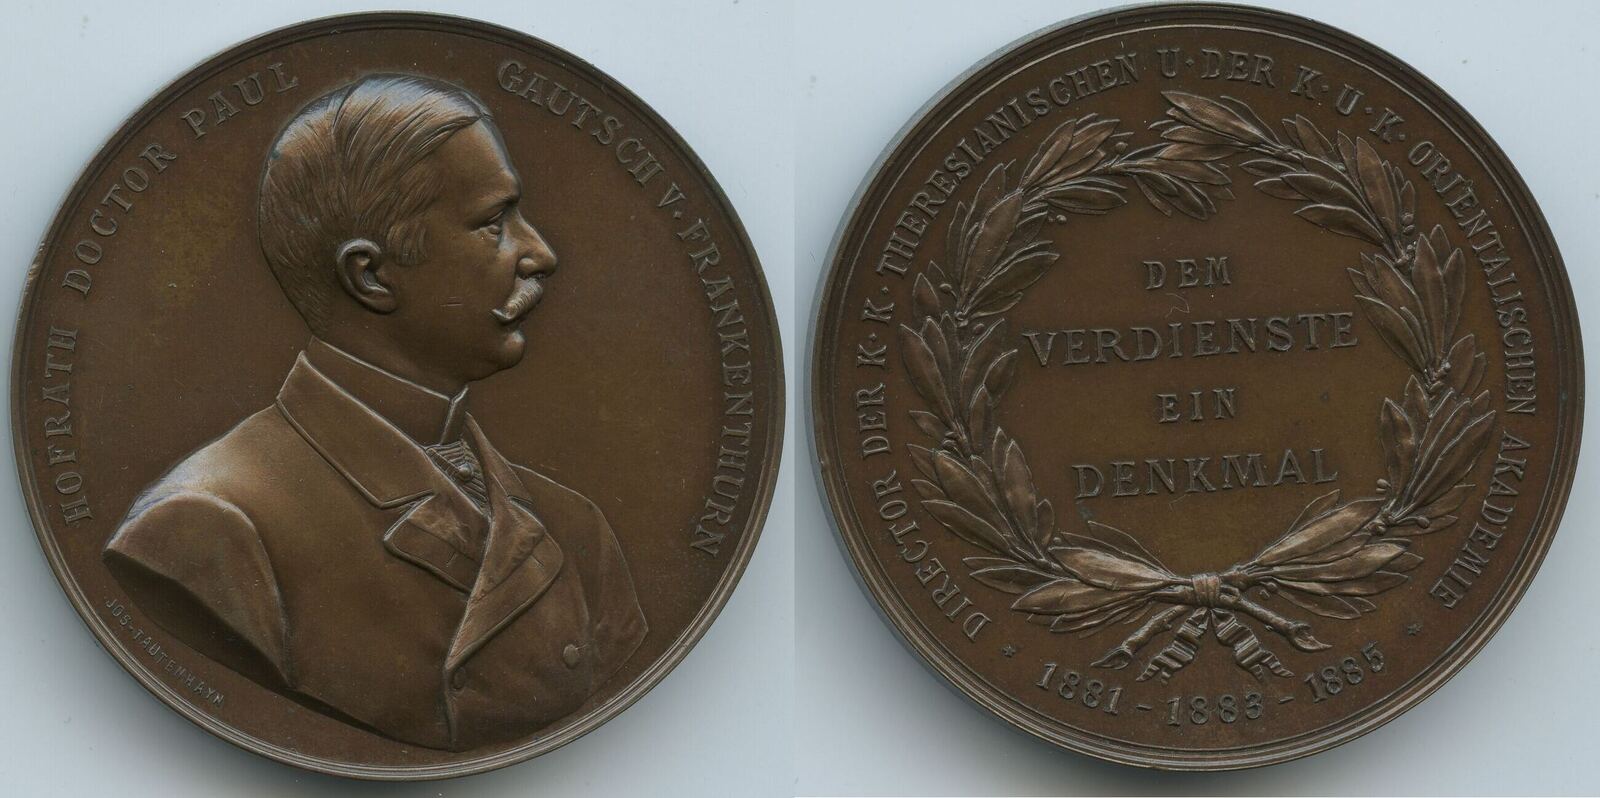 HOFRATH DOCTOR PAUL GAUTSCH V·FRANKENTHURN
JOS·TAUTENHAYN
DIRECTOR DER K·K·THERESIANISCHEN U·DER K·U·K·ORIENTALISCHEN AKADEMIE
DEM
VERDIENSTE
EIN
DENKMAL
* 1881 - 1883 - 1885 *